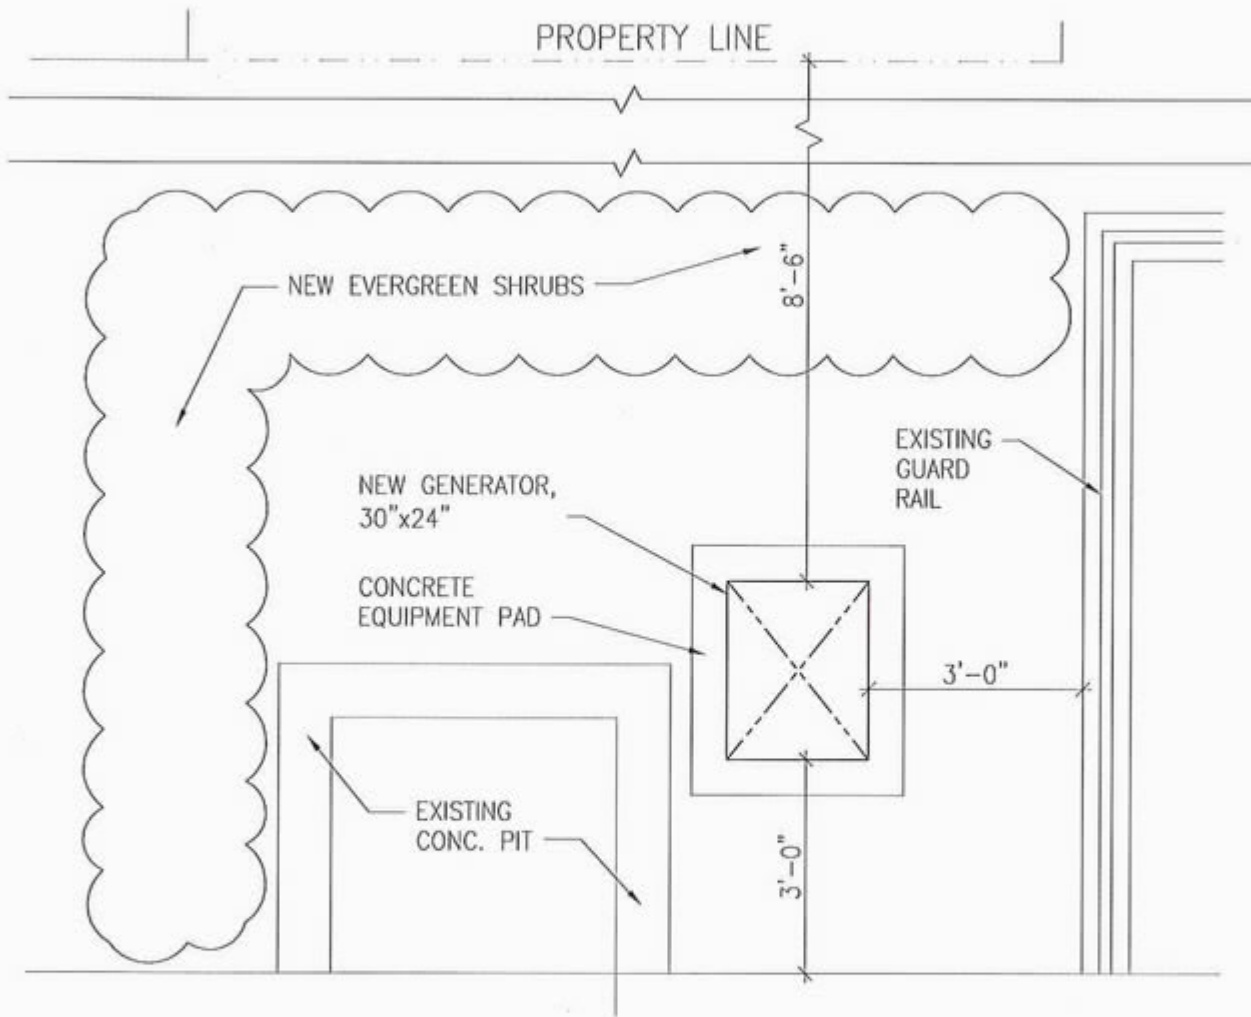 PROPERTY LINE
8'-6"
NEW EVERGREEN SHRUBS
EXISTING
GUARD
RAIL
NEW GENERATOR,
30"x24"
CONCRETE
EQUIPMENT PAD
3'-0"
EXISTING
CONC. PIT
3'-0"